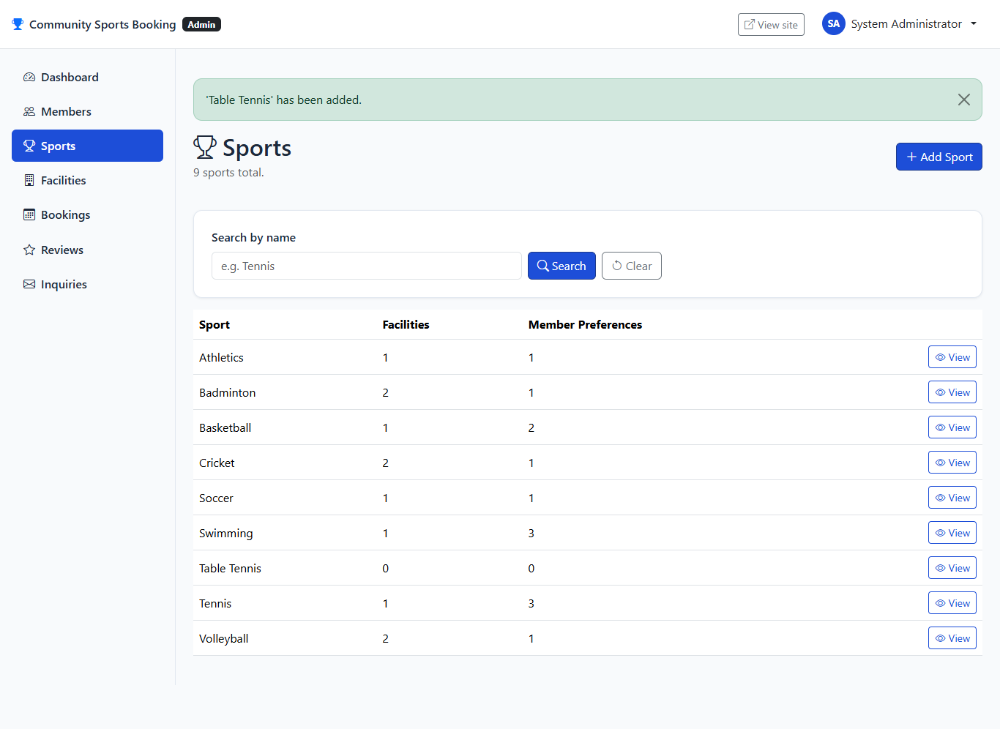 Community Sports Booking Admin
View site
SA System Administrator
Dashboard
Members
Sports
Facilities
Bookings
Reviews
Inquiries
'Table Tennis' has been added.
Sports
9 sports total.
Add Sport
Search by name
e.g. Tennis
Search
Clear
Sport Facilities Member Preferences
Athletics 1 1 View
Badminton 2 1 View
Basketball 1 2 View
Cricket 2 1 View
Soccer 1 1 View
Swimming 1 3 View
Table Tennis 0 0 View
Tennis 1 3 View
Volleyball 2 1 View